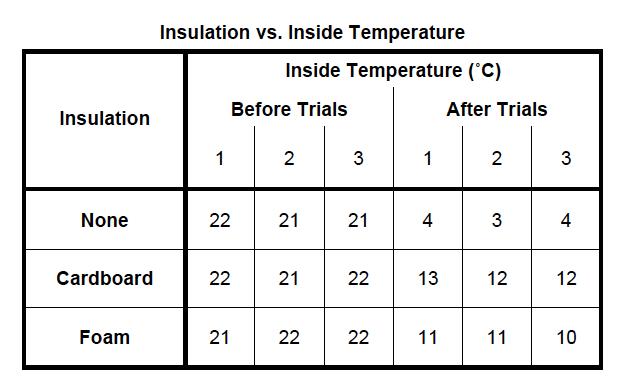 Insulation vs. Inside Temperature
Inside Temperature (˚C)
Insulation
Before Trials After Trials
1 2 3 1 2 3
None 22 21 21 4 3 4
Cardboard 22 21 22 13 12 12
Foam 21 22 22 11 11 10